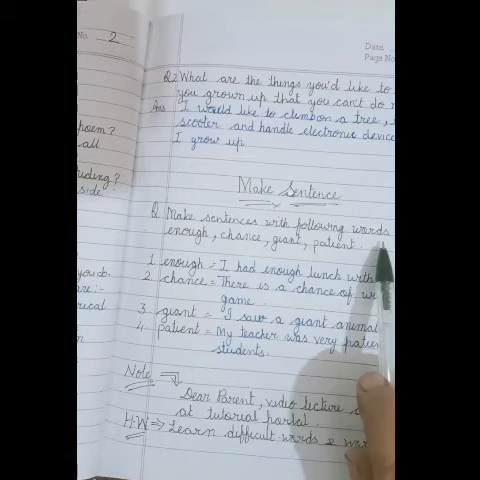 No. 2
Date
Page No
poem?
all
uding?
side
you do.
are:-
rical
n
Q2 What are the things you'd like to
you grown up that you can't do
Ans I would like to climb on a tree,
scooter and handle electronic device
I grow up
Make Sentence
Q Make sentences with following words
enough, chance, giant, patient.
1 enough = I had enough lunch with
2 chance = There is a chance of
game.
3 giant = I saw a giant animal
4 patient = My teacher was very patien
students.
Note
Dear Parent, video lecture
at tutorial portal.
H.W => Learn difficult words &